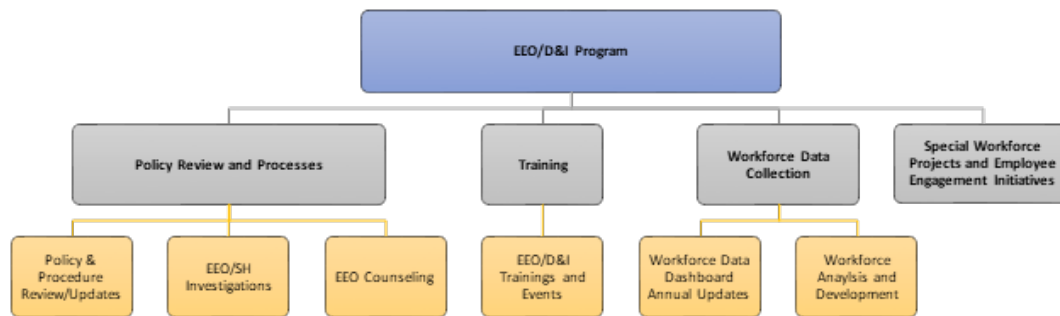 EEO/D&I Program
Policy Review and Processes
Training
Workforce Data
Collection
Special Workforce
Projects and Employee
Engagement Initiatives
Policy &
Procedure
Review/Updates
EEO/SH
Investigations
EEO Counseling
EEO/D&I
Trainings and
Events
Workforce Data
Dashboard
Annual Updates
Workforce
Anaylsis and
Development